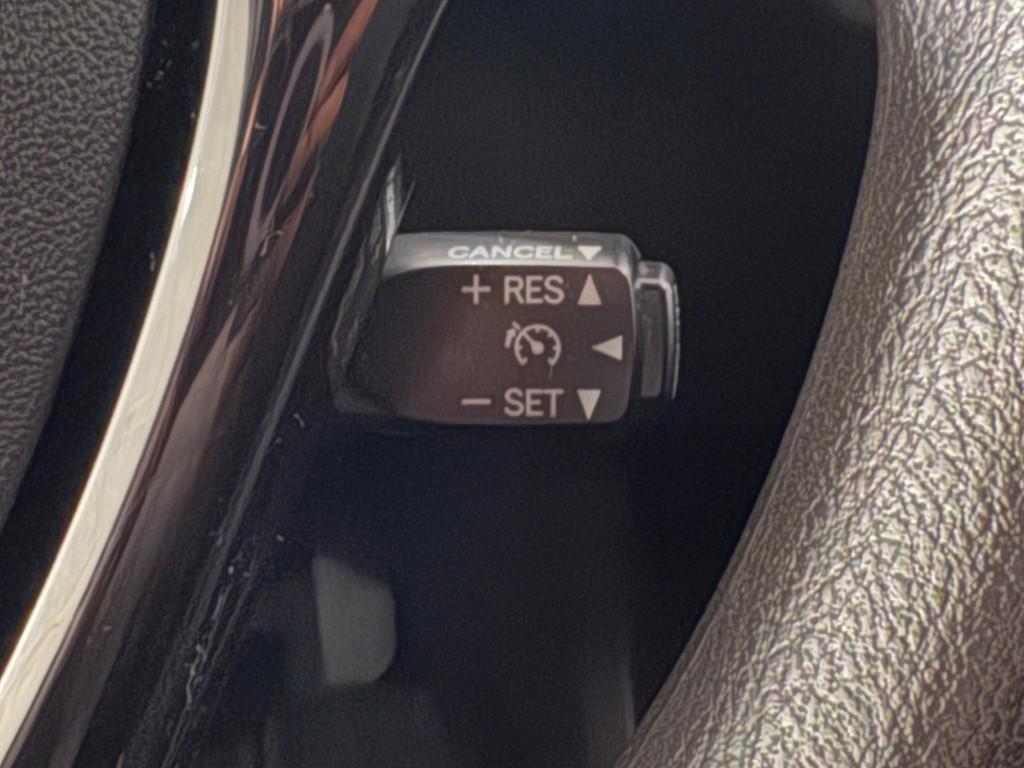 CANCEL▼
+ RES ▲
◀
− SET ▼